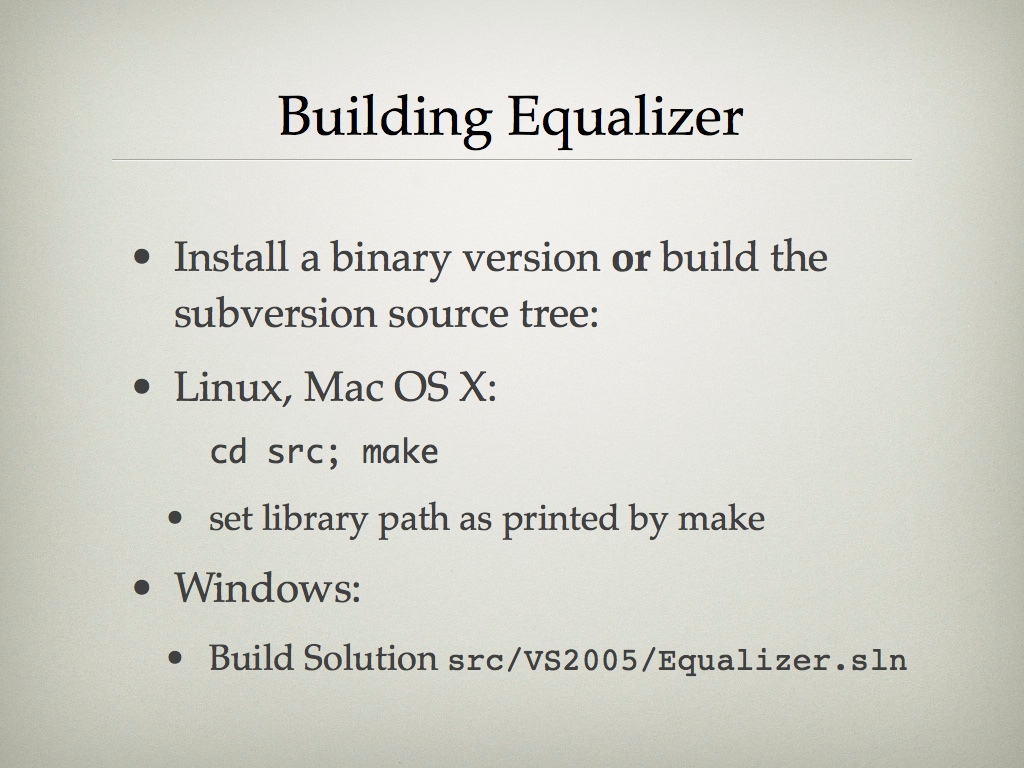 Building Equalizer
• Install a binary version or build the
subversion source tree:
• Linux, Mac OS X:
cd src; make
• set library path as printed by make
• Windows:
• Build Solution src/VS2005/Equalizer.sln